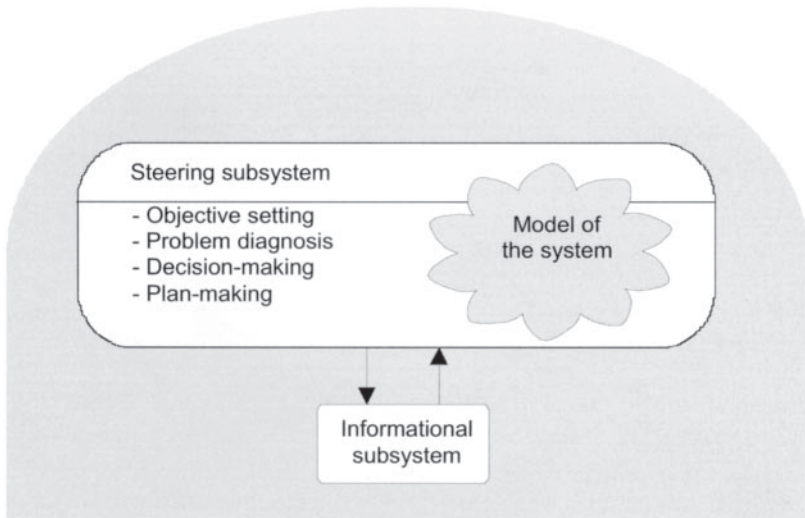 Steering subsystem
- Objective setting
- Problem diagnosis
- Decision-making
- Plan-making
Model of
the system
Informational
subsystem